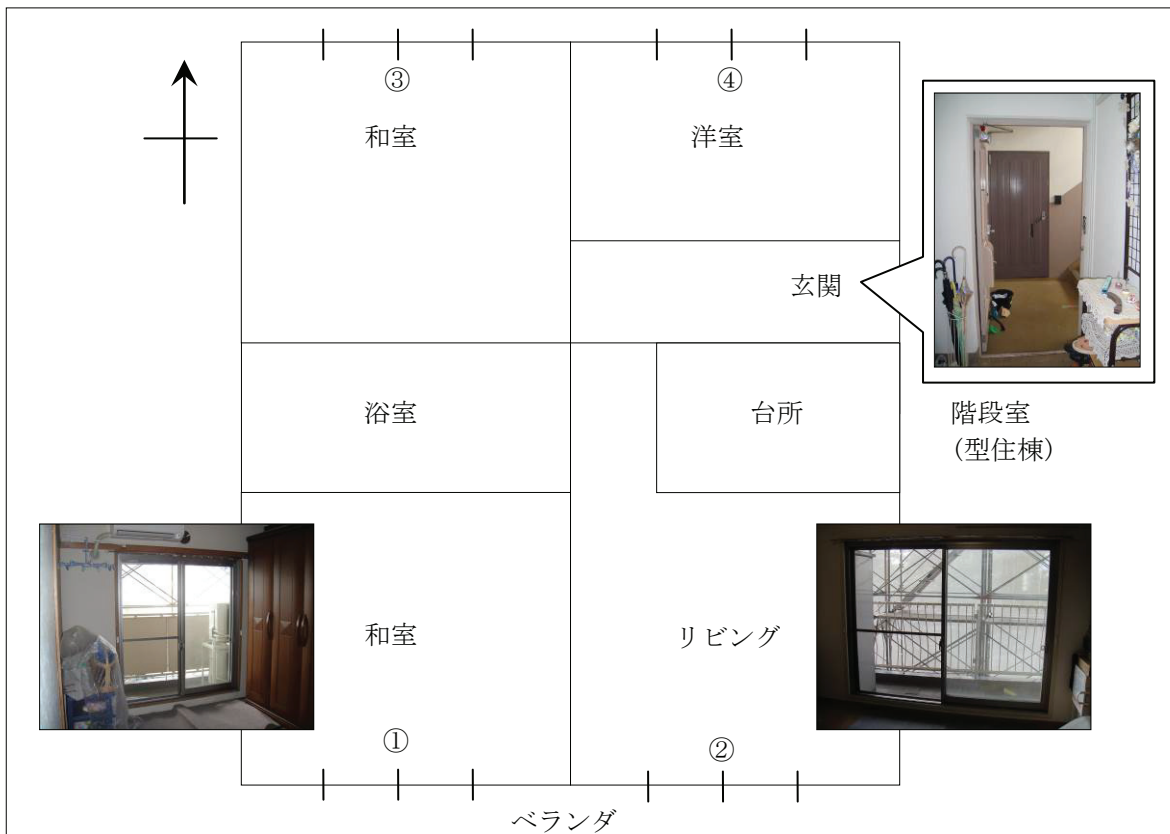 ③
④
和室
洋室
玄関
浴室
台所
階段室
（型住棟）
和室
リビング
①
②
ベランダ